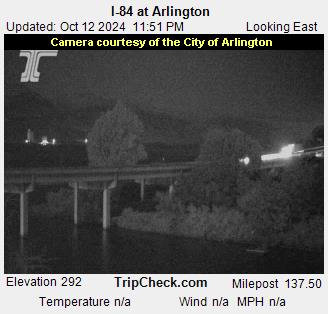 I-84 at Arlington
Updated: Oct 12 2024 11:51 PM Looking East
Camera courtesy of the City of Arlington
Elevation 292 TripCheck.com Milepost 137.50
Temperature n/a Wind n/a MPH n/a